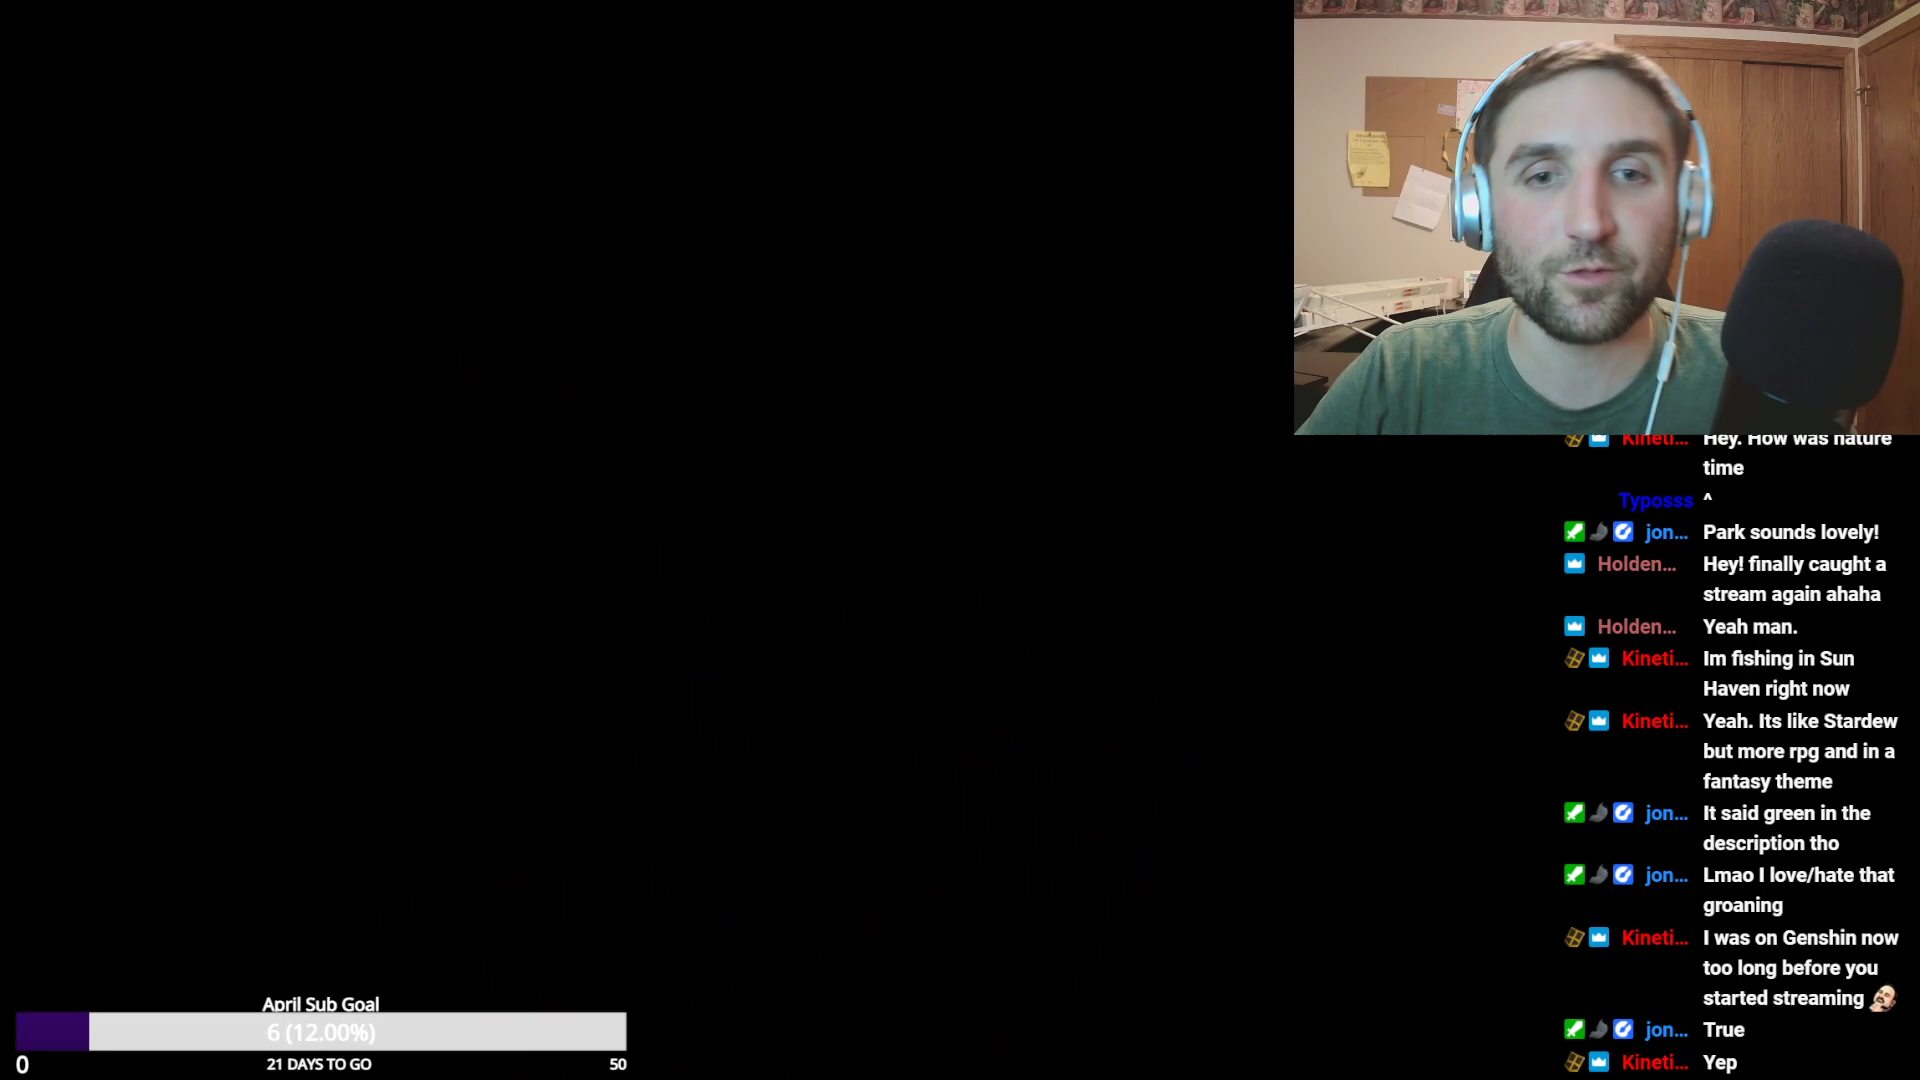 Kineti... Hey. How was nature
time
Typosss ^
jon... Park sounds lovely!
Holden... Hey! finally caught a
stream again ahaha
Holden... Yeah man.
Kineti... Im fishing in Sun
Haven right now
Kineti... Yeah. Its like Stardew
but more rpg and in a
fantasy theme
jon... It said green in the
description tho
jon... Lmao I love/hate that
groaning
Kineti... I was on Genshin now
too long before you
started streaming
jon... True
Kineti... Yep
April Sub Goal
6 (12.00%)
0 21 DAYS TO GO 50